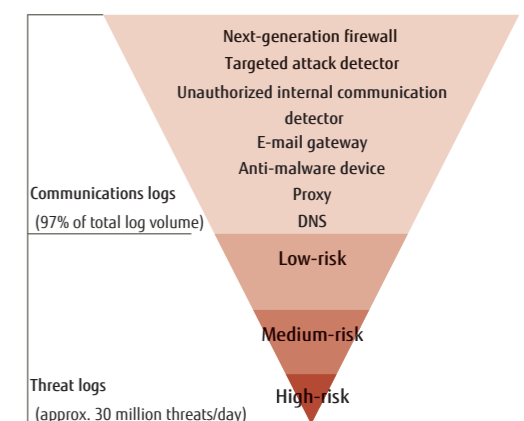 Next-generation firewall
Targeted attack detector
Unauthorized internal communication
detector
E-mail gateway
Anti-malware device
Proxy
DNS
Communications logs
(97% of total log volume)
Low-risk
Medium-risk
High-risk
Threat logs
(approx. 30 million threats/day)